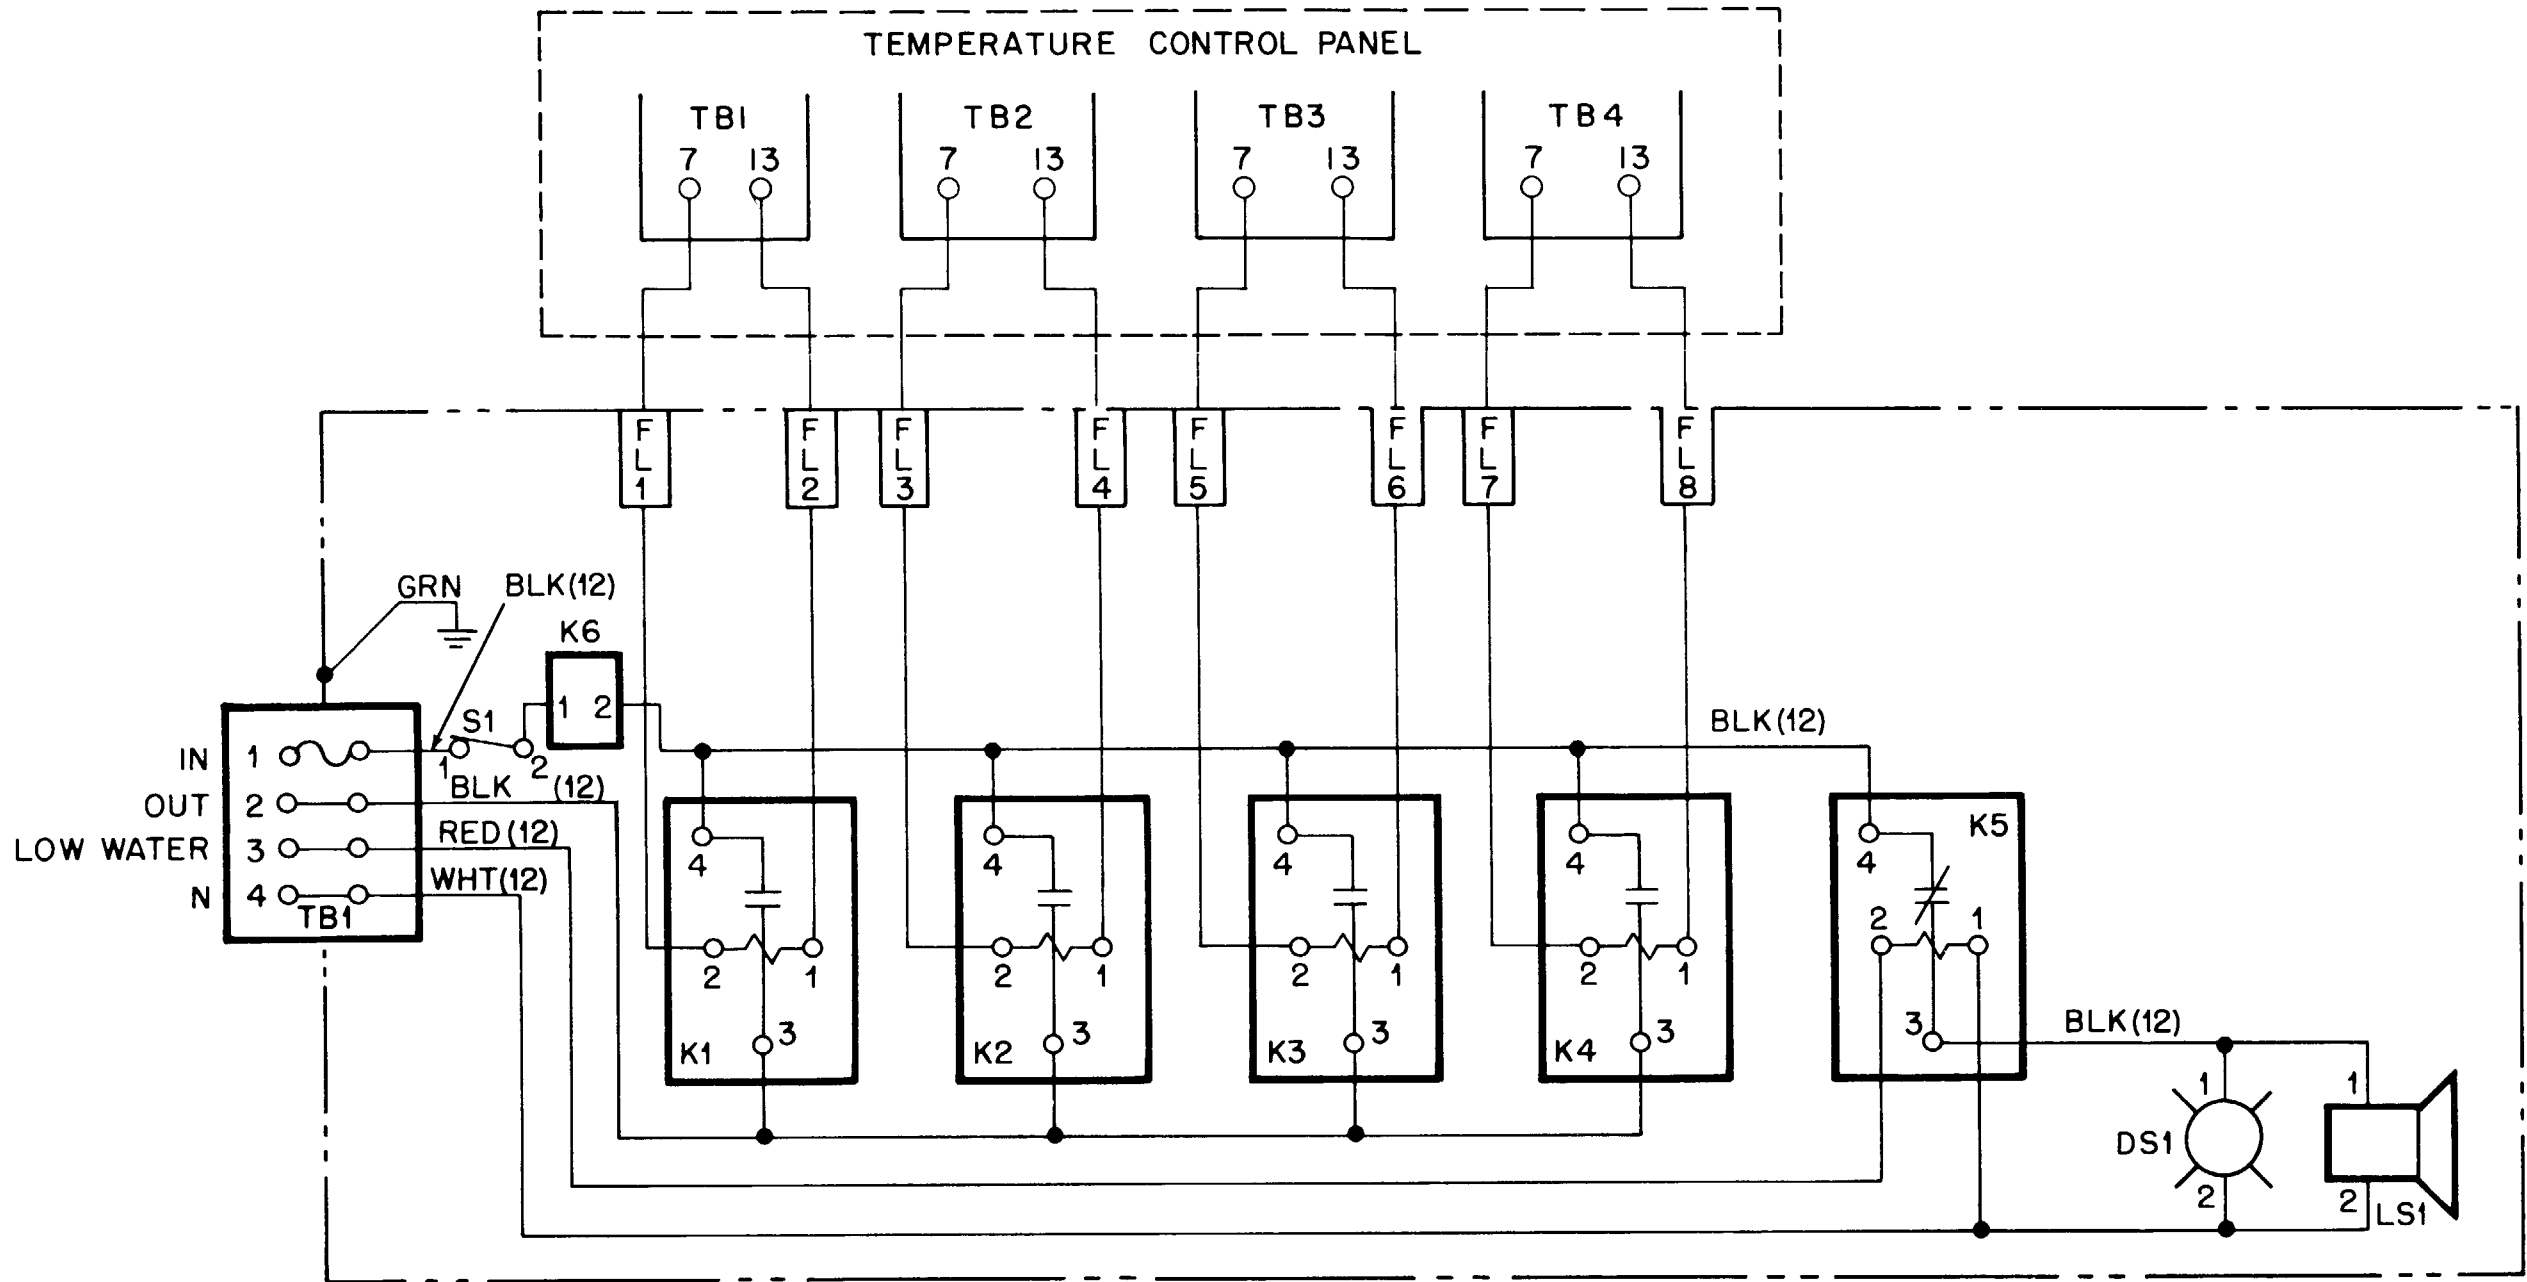 TEMPERATURE CONTROL PANEL
TB1 TB2 TB3 TB4
7 13 7 13 7 13 7 13
FL1 FL2 FL3 FL4 FL5 FL6 FL7 FL8
GRN BLK(12)
K6
1 2
S1
BLK(12)
IN 1 1 2
BLK (12)
OUT 2
RED(12)
LOW WATER 3
WHT(12)
N 4
TB1
4 4 4 4 4 K5
2 1
2 1 2 1 2 1 2 1
K1 3 K2 3 K3 3 K4 3 3 BLK(12)
1 1
DS1
2 2 LS1